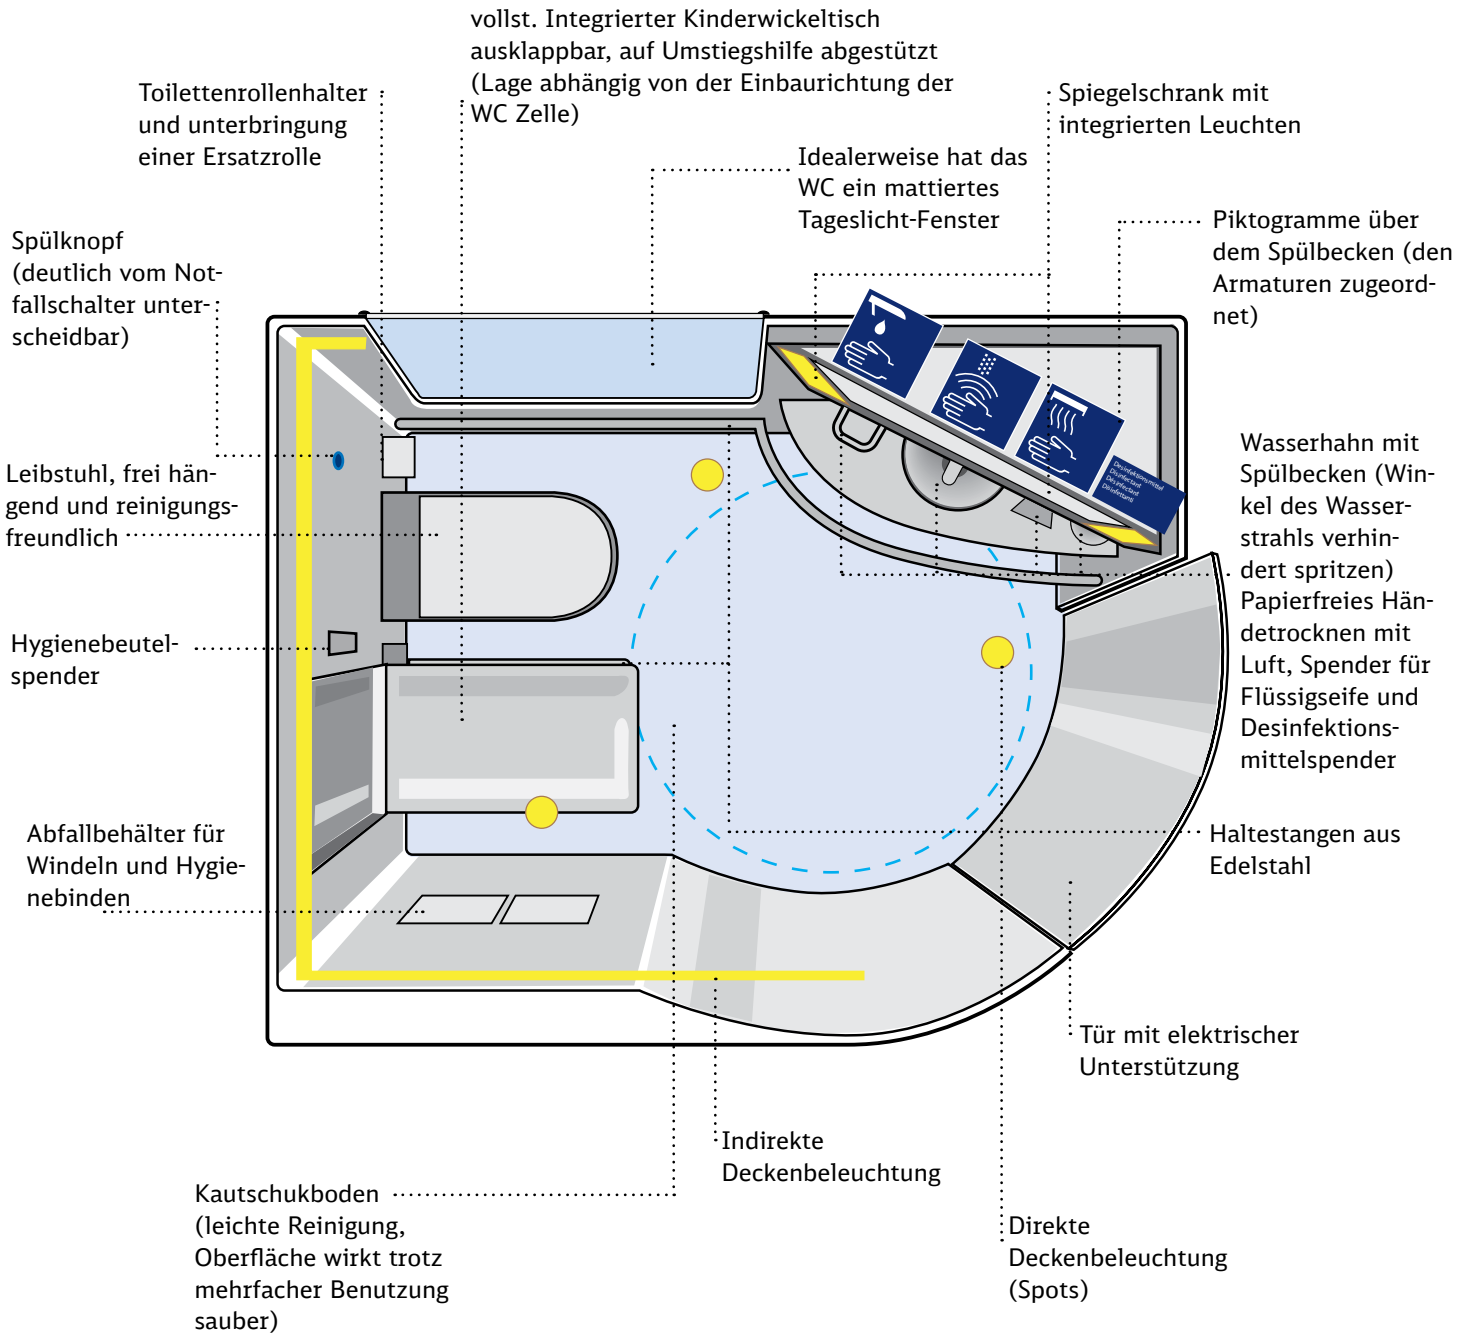 vollst. Integrierter Kinderwickeltisch
ausklappbar, auf Umstiegshilfe abgestützt
(Lage abhängig von der Einbaurichtung der
WC Zelle)
Toilettenrollenhalter
und unterbringung
einer Ersatzrolle
Spiegelschrank mit
integrierten Leuchten
Idealerweise hat das
WC ein mattiertes
Tageslicht-Fenster
Piktogramme über
dem Spülbecken (den
Armaturen zugeord-
net)
Spülknopf
(deutlich vom Not-
fallschalter unter-
scheidbar)
Leibstuhl, frei hän-
gend und reinigungs-
freundlich
Desinfektionsmittel
Disinfectant
Désinfectant
Disinfettanti
Wasserhahn mit
Spülbecken (Win-
kel des Wasser-
strahls verhin-
dert spritzen)
Papierfreies Hän-
detrocknen mit
Luft, Spender für
Flüssigseife und
Desinfektions-
mittelspender
Hygienebeutel-
spender
Abfallbehälter für
Windeln und Hygie-
nebinden
Haltestangen aus
Edelstahl
Tür mit elektrischer
Unterstützung
Indirekte
Deckenbeleuchtung
Kautschukboden
(leichte Reinigung,
Oberfläche wirkt trotz
mehrfacher Benutzung
sauber)
Direkte
Deckenbeleuchtung
(Spots)